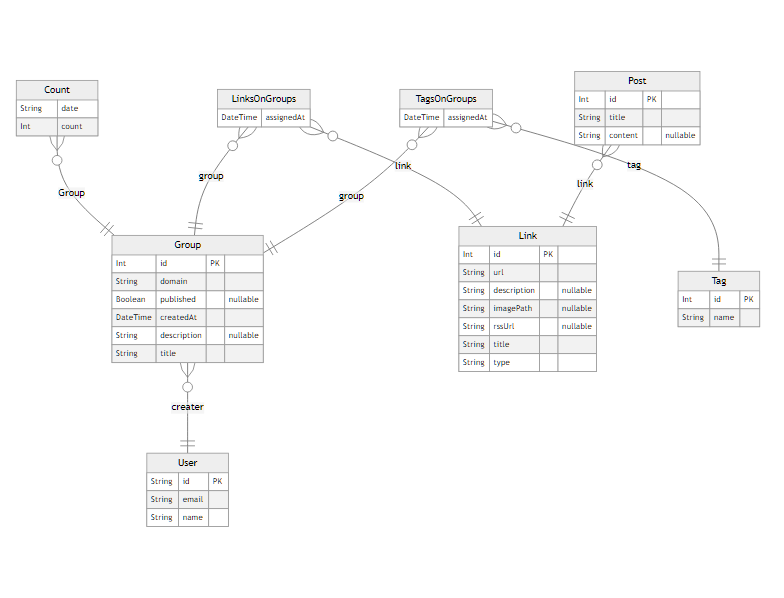 Count
String date
Int count
LinksOnGroups
DateTime assignedAt
TagsOnGroups
DateTime assignedAt
Post
Int id PK
String title
String content nullable
Group
group
group
link
link
tag
Group
Int id PK
String domain
Boolean published nullable
DateTime createdAt
String description nullable
String title
Link
Int id PK
String url
String description nullable
String imagePath nullable
String rssUrl nullable
String title
String type
Tag
Int id PK
String name
creater
User
String id PK
String email
String name